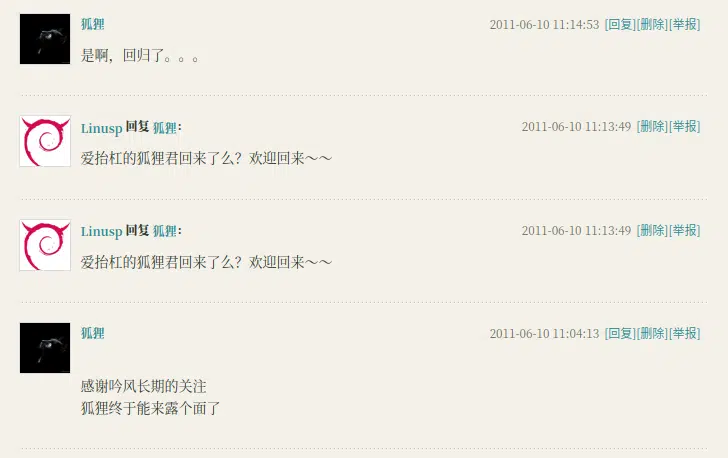 狐狸 2011-06-10 11:14:53 [回复][删除][举报]
是啊，回归了。。。
Linusp 回复 狐狸： 2011-06-10 11:13:49 [删除][举报]
爱抬杠的狐狸君回来了么？欢迎回来～～
Linusp 回复 狐狸： 2011-06-10 11:13:49 [删除][举报]
爱抬杠的狐狸君回来了么？欢迎回来～～
狐狸 2011-06-10 11:04:13 [回复][删除][举报]
感谢吟风长期的关注
狐狸终于能来露个面了